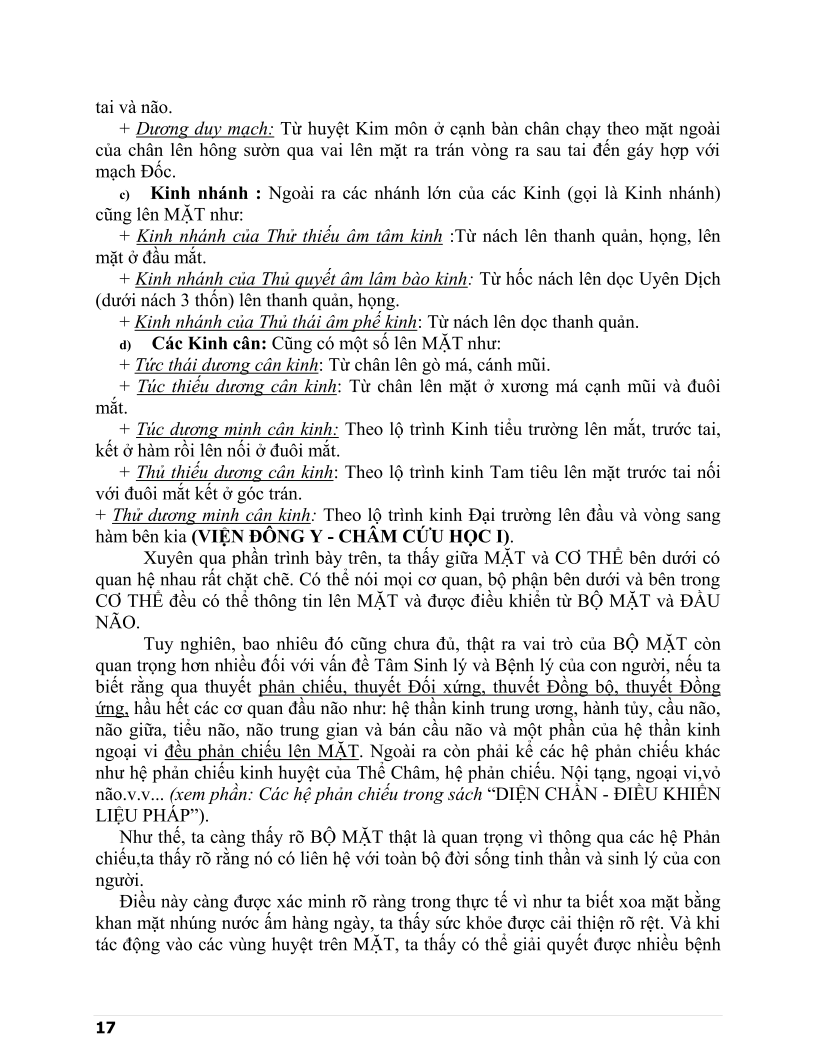 tai và não.
+ Dương duy mạch: Từ huyệt Kim môn ở cạnh bàn chân chạy theo mặt ngoài
của chân lên hông sườn qua vai lên mặt ra trán vòng ra sau tai đến gáy hợp với
mạch Đốc.
c) Kinh nhánh : Ngoài ra các nhánh lớn của các Kinh (gọi là Kinh nhánh)
cũng lên MẶT như:
+ Kinh nhánh của Thử thiếu âm tâm kinh :Từ nách lên thanh quản, họng, lên
mặt ở đầu mắt.
+ Kinh nhánh của Thủ quyết âm lâm bào kinh: Từ hốc nách lên dọc Uyên Dịch
(dưới nách 3 thốn) lên thanh quản, họng.
+ Kinh nhánh của Thủ thái âm phế kinh: Từ nách lên dọc thanh quản.
d) Các Kinh cân: Cũng có một số lên MẶT như:
+ Tức thái dương cân kinh: Từ chân lên gò má, cánh mũi.
+ Túc thiếu dương cân kinh: Từ chân lên mặt ở xương má cạnh mũi và đuôi
mắt.
+ Túc dương minh cân kinh: Theo lộ trình Kinh tiểu trường lên mắt, trước tai,
kết ở hàm rồi lên nối ở đuôi mắt.
+ Thủ thiếu dương cân kinh: Theo lộ trình kinh Tam tiêu lên mặt trước tai nối
với đuôi mắt kết ở góc trán.
+ Thử dương minh cân kinh: Theo lộ trình kinh Đại trường lên đầu và vòng sang
hàm bên kia (VIỆN ĐÔNG Y - CHÂM CỨU HỌC I).
Xuyên qua phần trình bày trên, ta thấy giữa MẶT và CƠ THỂ bên dưới có
quan hệ nhau rất chặt chẽ. Có thể nói mọi cơ quan, bộ phận bên dưới và bên trong
CƠ THỂ đều có thể thông tin lên MẶT và được điều khiển từ BỘ MẶT và ĐẦU
NÃO.
Tuy nghiên, bao nhiêu đó cũng chưa đủ, thật ra vai trò của BỘ MẶT còn
quan trọng hơn nhiều đối với vấn đề Tâm Sinh lý và Bệnh lý của con người, nếu ta
biết rằng qua thuyết phản chiếu, thuyết Đối xứng, thuvết Đồng bộ, thuyết Đồng
ứng, hầu hết các cơ quan đầu não như: hệ thần kinh trung ương, hành tủy, cầu não,
não giữa, tiểu não, não trung gian và bán cầu não và một phần của hệ thần kinh
ngoại vi đều phản chiếu lên MẶT. Ngoài ra còn phải kể các hệ phản chiếu khác
như hệ phản chiếu kinh huyệt của Thể Châm, hệ phản chiếu. Nội tạng, ngoại vi,vỏ
não.v.v... (xem phần: Các hệ phản chiếu trong sách “DIỆN CHẨN - ĐIỀU KHIỂN
LIỆU PHÁP”).
Như thế, ta càng thấy rõ BỘ MẶT thật là quan trọng vì thông qua các hệ Phản
chiếu,ta thấy rõ rằng nó có liên hệ với toàn bộ đời sống tinh thần và sinh lý của con
người.
Điều này càng được xác minh rõ ràng trong thực tế vì như ta biết xoa mặt bằng
khan mặt nhúng nước ấm hàng ngày, ta thấy sức khỏe được cải thiện rõ rệt. Và khi
tác động vào các vùng huyệt trên MẶT, ta thấy có thể giải quyết được nhiều bệnh
17